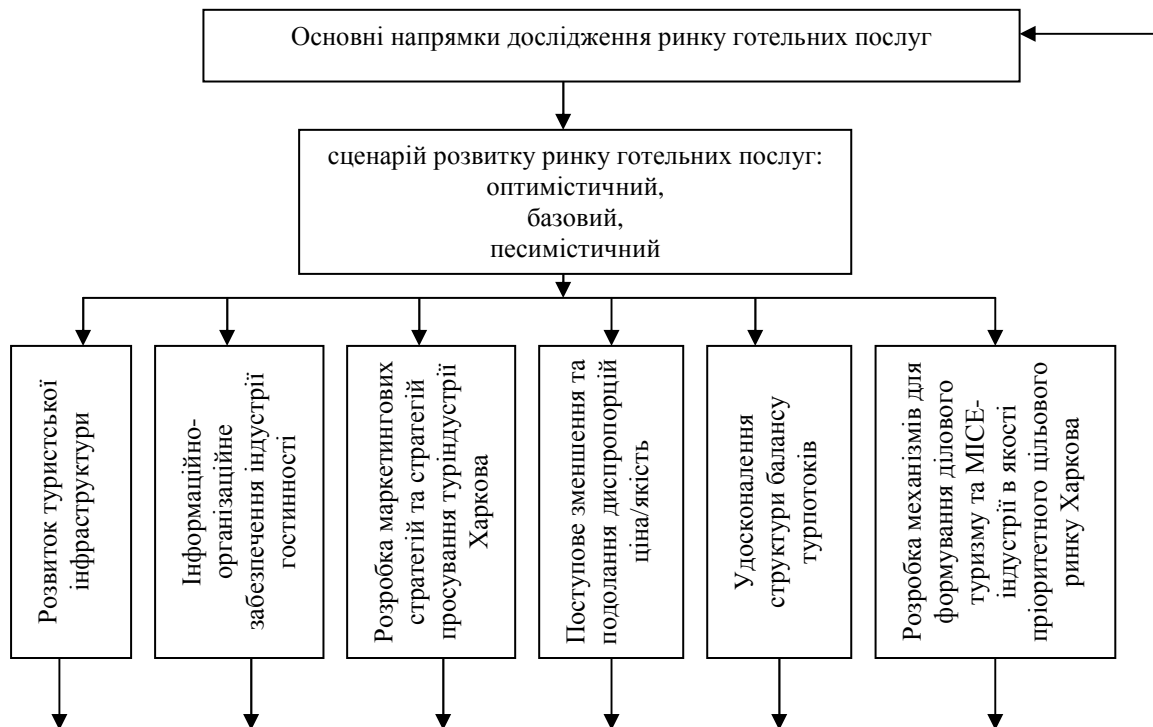 Основні напрямки дослідження ринку готельних послуг
сценарій розвитку ринку готельних послуг:
оптимістичний,
базовий,
песимістичний
Розвиток туристської
інфраструктури
Інформаційно-
організаційне
забезпечення індустрії
гостинності
Розробка маркетингових
стратегій та стратегій
просування туріндустрії
Харкова
Поступове зменшення та
подолання диспропорцій
ціна/якість
Удосконалення
структури балансу
турпотоків
Розробка механізмів для
формування ділового
туризму та MICE-
індустрії в якості
пріоритетного цільового
ринку Харкова